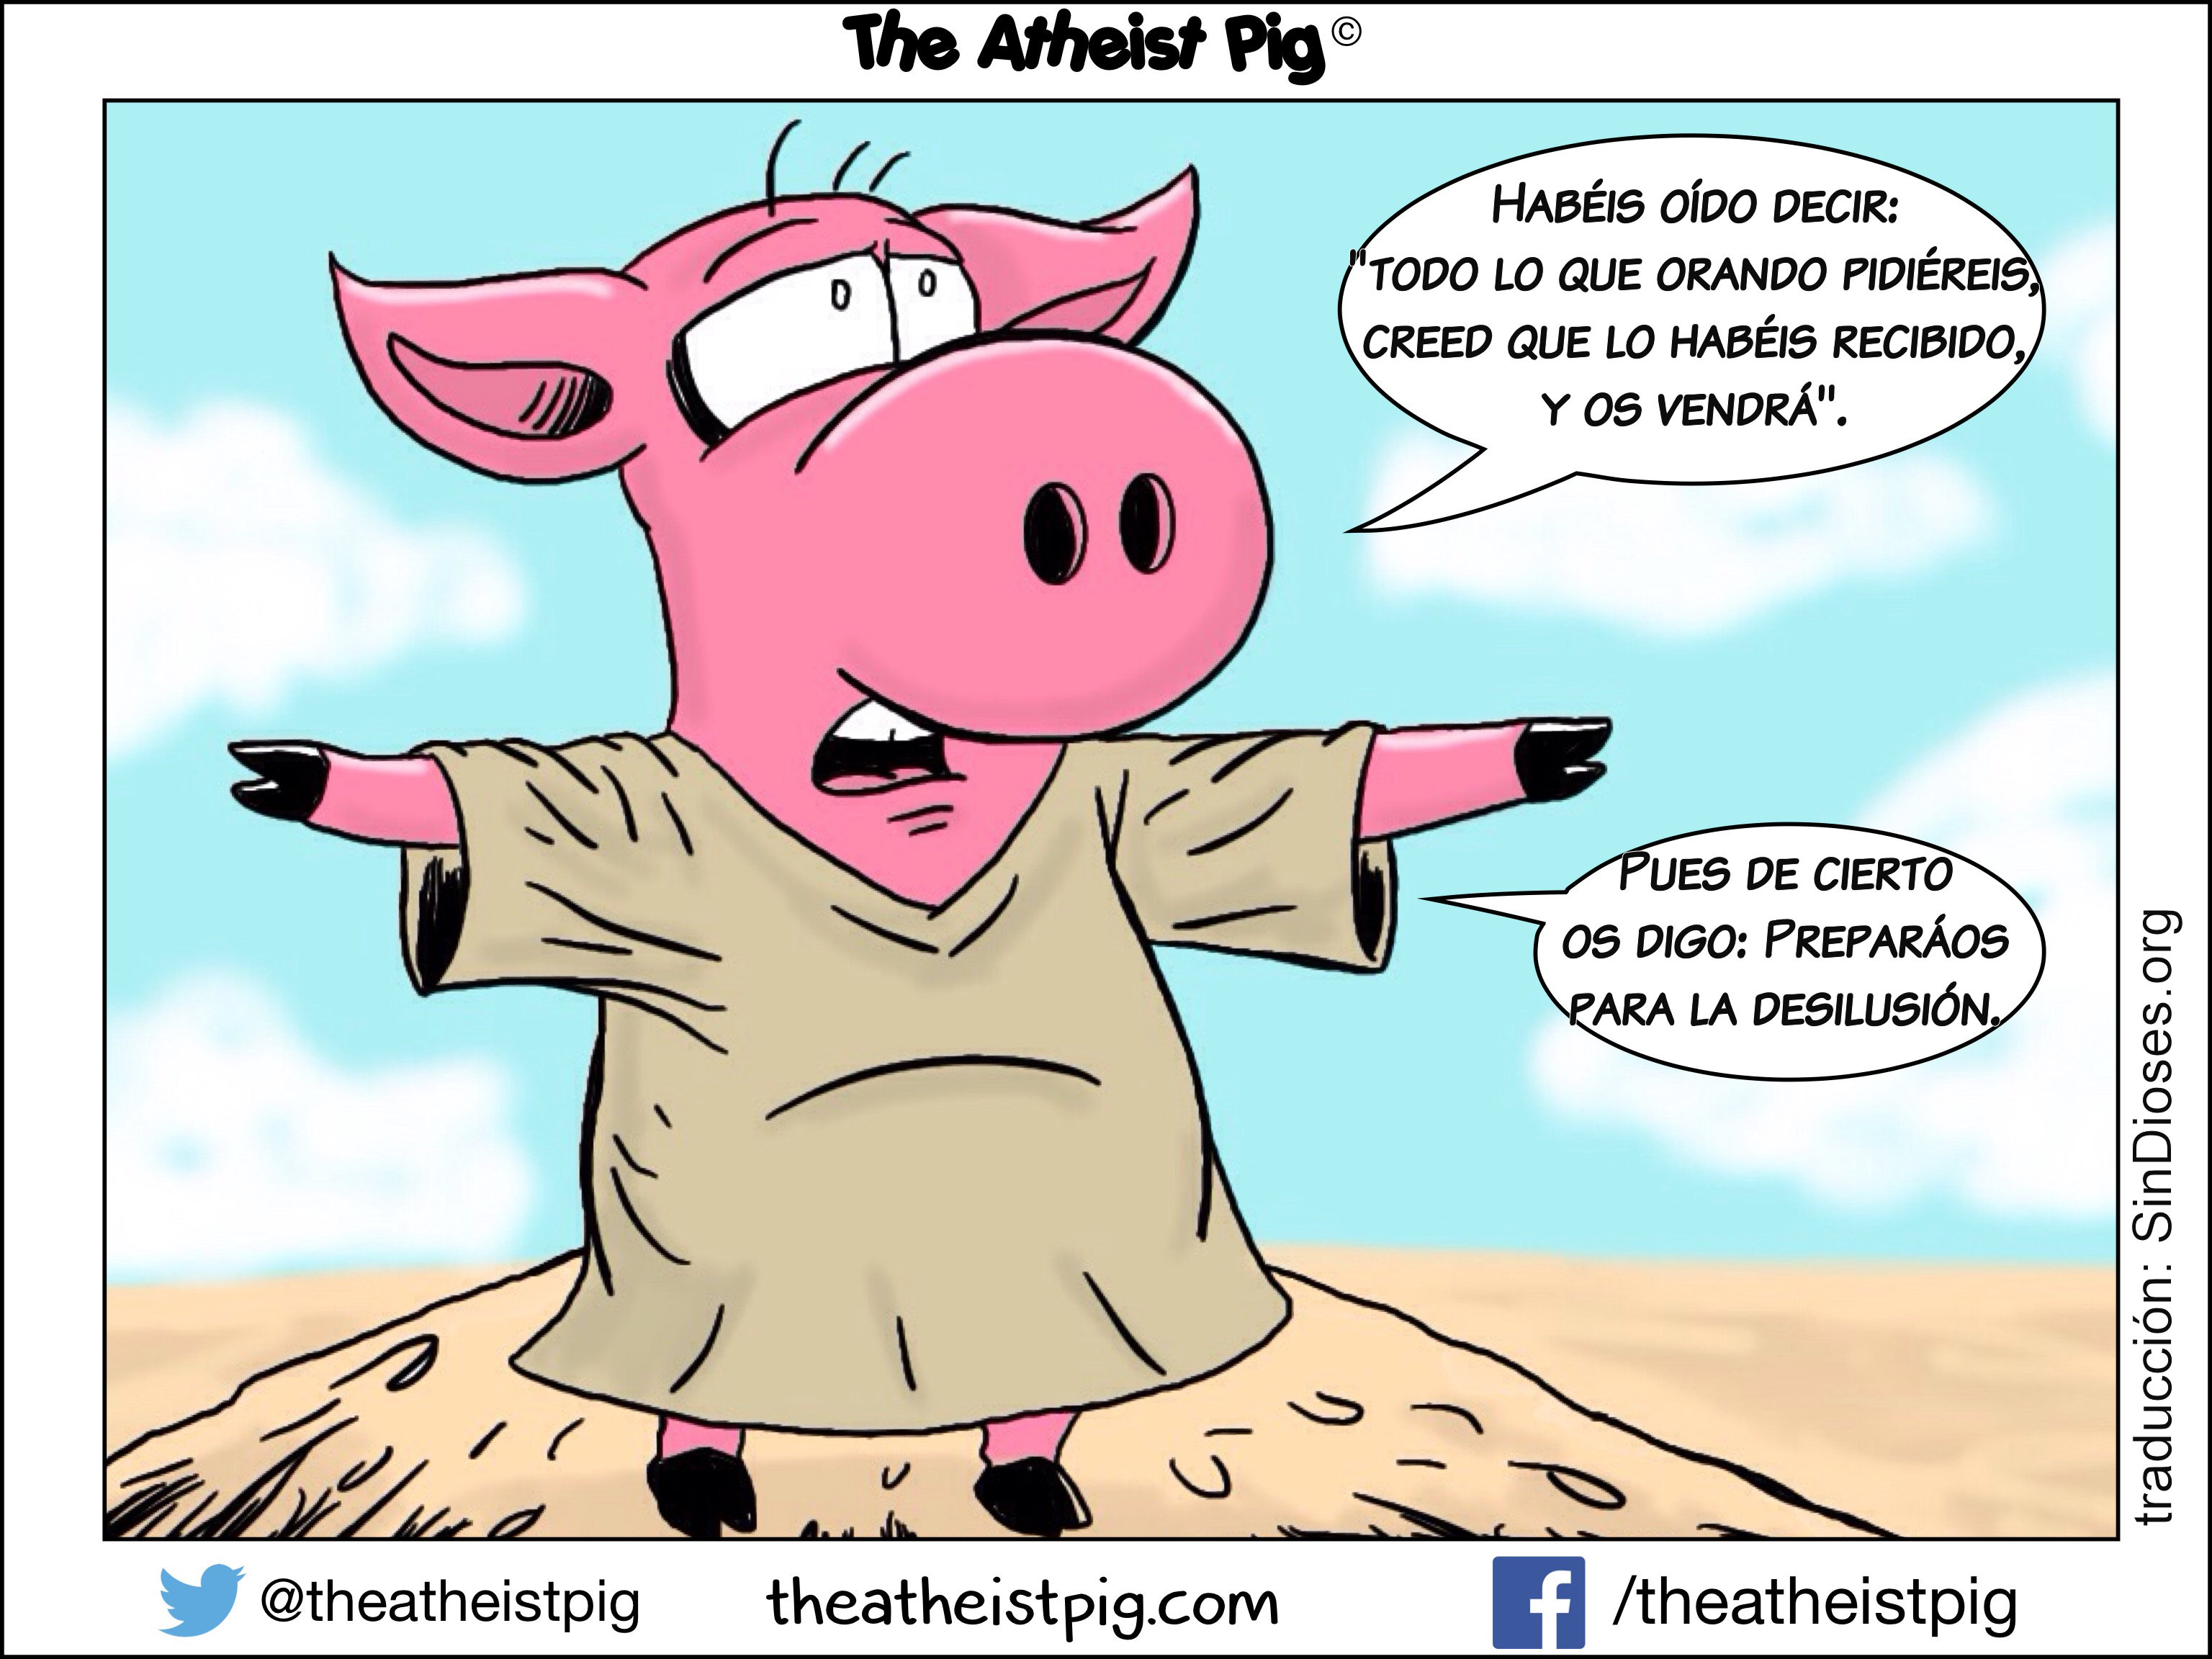 The Atheist Pig ©
HABÉIS OÍDO DECIR:
"TODO LO QUE ORANDO PIDIÉREIS,
CREED QUE LO HABÉIS RECIBIDO,
Y OS VENDRÁ".
PUES DE CIERTO
OS DIGO: PREPARÁOS
PARA LA DESILUSIÓN.
traducción: SinDioses.org
@theatheistpig
theatheistpig.com
/theatheistpig